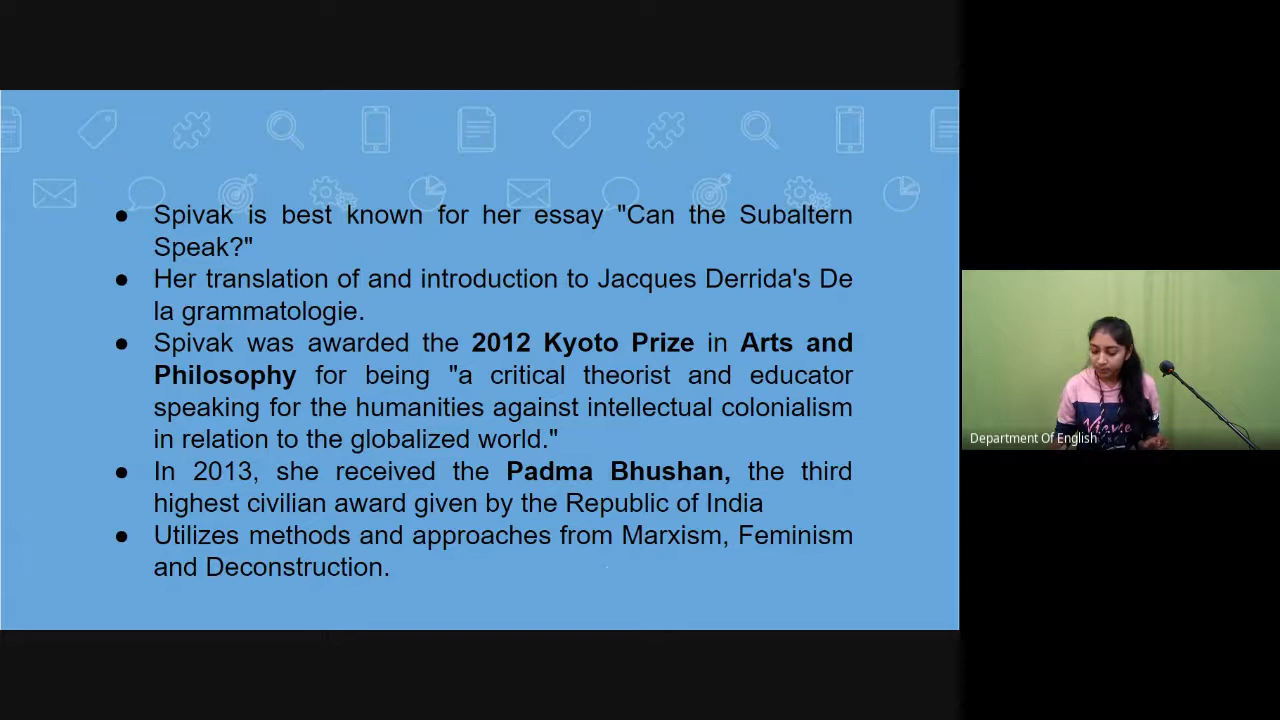 ● Spivak is best known for her essay "Can the Subaltern
Speak?"
● Her translation of and introduction to Jacques Derrida's De
la grammatologie.
● Spivak was awarded the 2012 Kyoto Prize in Arts and
Philosophy for being "a critical theorist and educator
speaking for the humanities against intellectual colonialism
in relation to the globalized world."
● In 2013, she received the Padma Bhushan, the third
highest civilian award given by the Republic of India
● Utilizes methods and approaches from Marxism, Feminism
and Deconstruction.
Department Of English